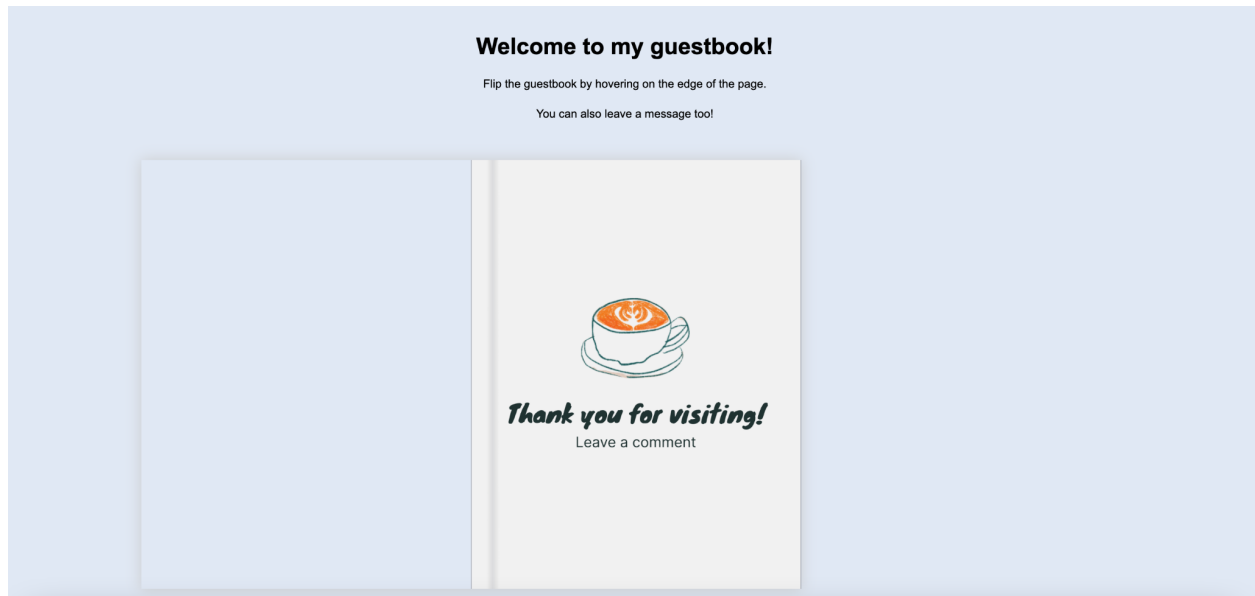 Welcome to my guestbook!
Flip the guestbook by hovering on the edge of the page.
You can also leave a message too!
Thank you for visiting!
Leave a comment